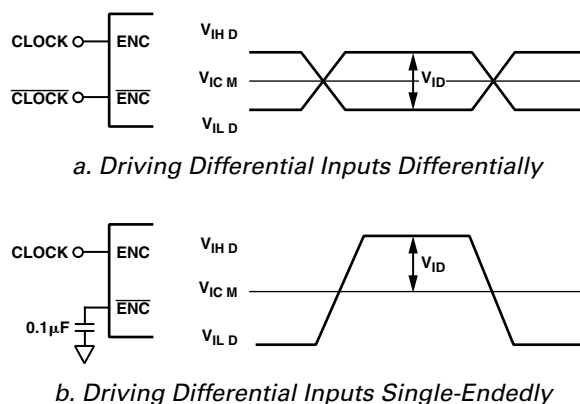 CLOCK ENC
V_IH D
V_IC M
V_ID
CLOCK ENC
V_IL D
a. Driving Differential Inputs Differentially
CLOCK ENC
V_IH D
V_ID
V_IC M
ENC
0.1μF
V_IL D
b. Driving Differential Inputs Single-Endedly